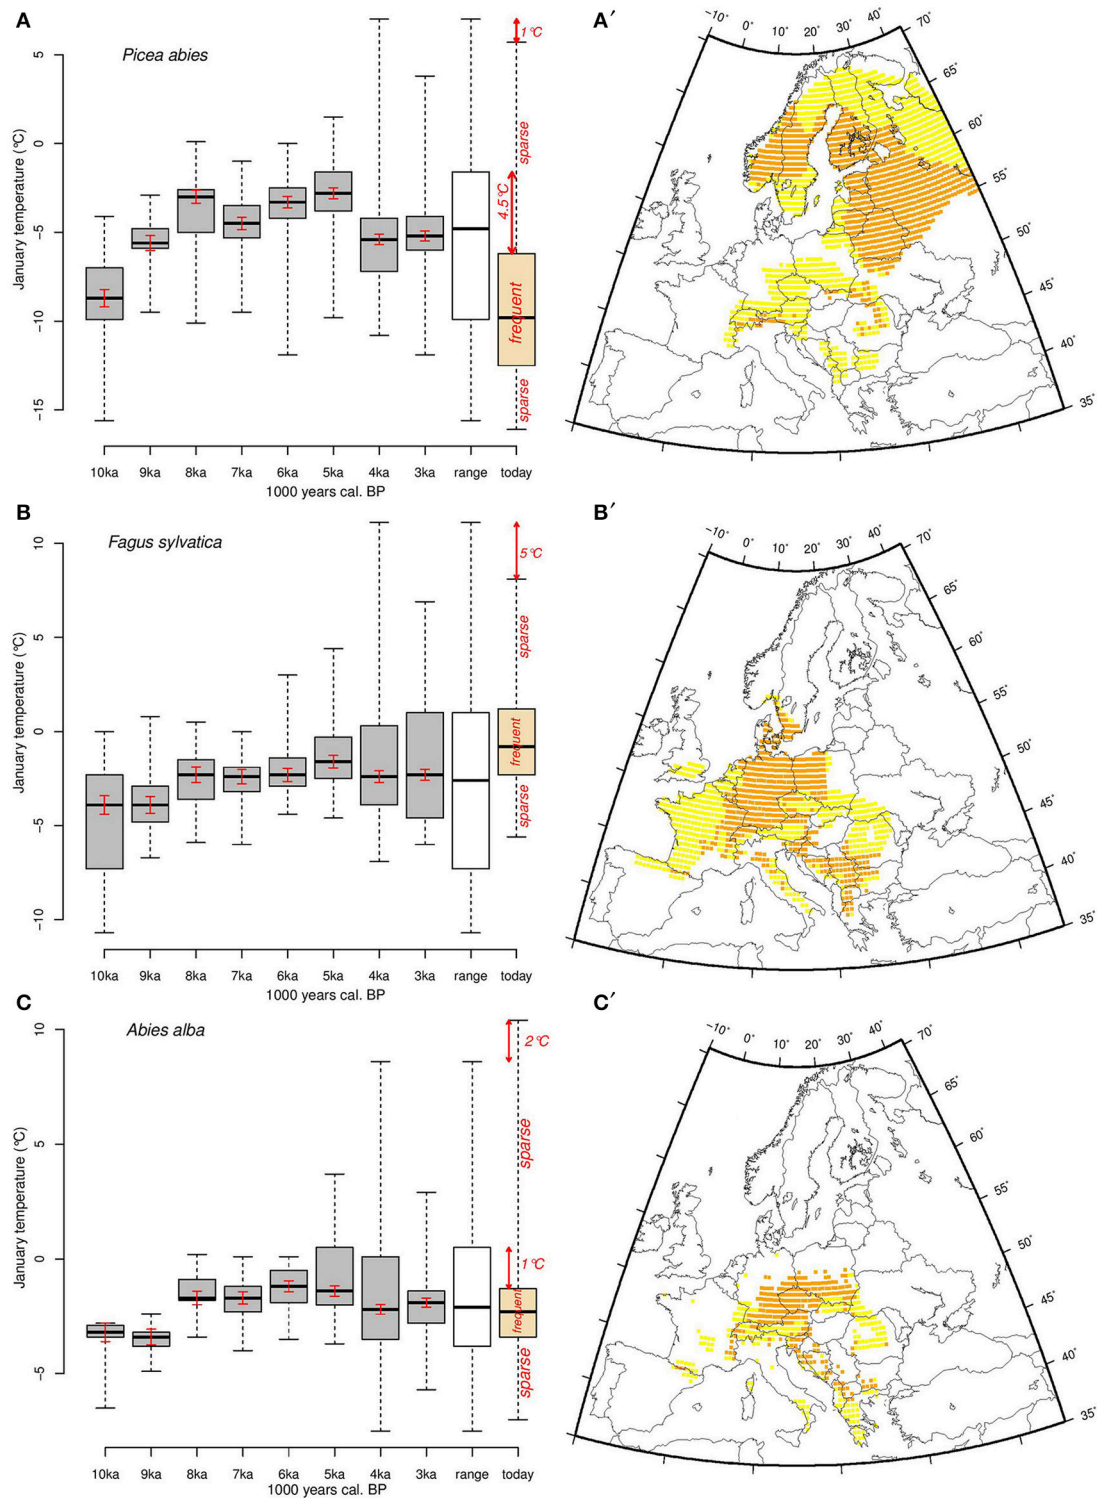 A
Picea abies
January temperature (°C)
5
0
−5
−10
−15
1°C
sparse
4.5°C
frequent
sparse
10ka 9ka 8ka 7ka 6ka 5ka 4ka 3ka range today
1000 years cal. BP
A′
−10° 0° 10° 20° 30° 40° 70°
65°
60°
55°
50°
45°
40°
35°
B
Fagus sylvatica
January temperature (°C)
10
5
0
−5
−10
5°C
sparse
frequent
sparse
10ka 9ka 8ka 7ka 6ka 5ka 4ka 3ka range today
1000 years cal. BP
B′
−10° 0° 10° 20° 30° 40° 70°
65°
60°
55°
50°
45°
40°
35°
C
Abies alba
January temperature (°C)
10
5
0
−5
2°C
sparse
1°C
frequent
sparse
10ka 9ka 8ka 7ka 6ka 5ka 4ka 3ka range today
1000 years cal. BP
C′
−10° 0° 10° 20° 30° 40° 70°
65°
60°
55°
50°
45°
40°
35°